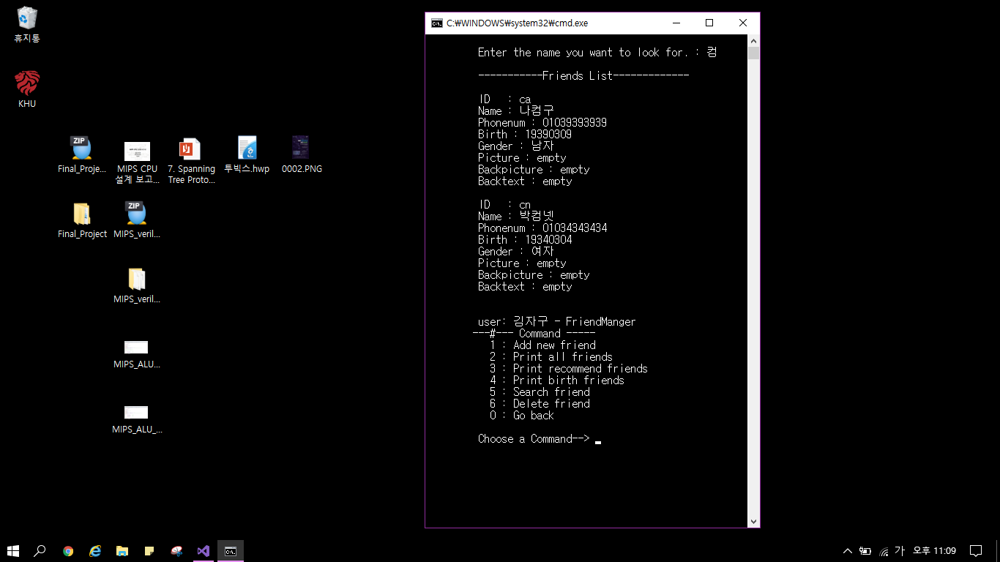 휴지통
KHU
Final_Proje...
MIPS CPU
설계 보고...
7. Spanning
Tree Proto...
투빅스.hwp
0002.PNG
Final_Project
MIPS_veril...
MIPS_veril...
MIPS_ALU...
MIPS_ALU_...
ZIP
ZIP
C:₩WINDOWS₩system32₩cmd.exe
Enter the name you want to look for. : 컴
-----------Friends List-------------
ID   : ca
Name : 나컴구
Phonenum : 01039393939
Birth : 19390309
Gender : 남자
Picture : empty
Backpicture : empty
Backtext : empty
ID   : cn
Name : 박컴넷
Phonenum : 01034343434
Birth : 19340304
Gender : 여자
Picture : empty
Backpicture : empty
Backtext : empty
user: 김자구 - FriendManger
---#--- Command -----
1 : Add new friend
2 : Print all friends
3 : Print recommend friends
4 : Print birth friends
5 : Search friend
6 : Delete friend
0 : Go back
Choose a Command-->
가 오후 11:09